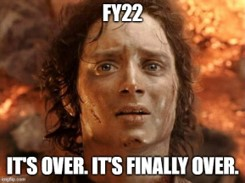 FY22
IT'S OVER. IT'S FINALLY OVER.
imgflip.com